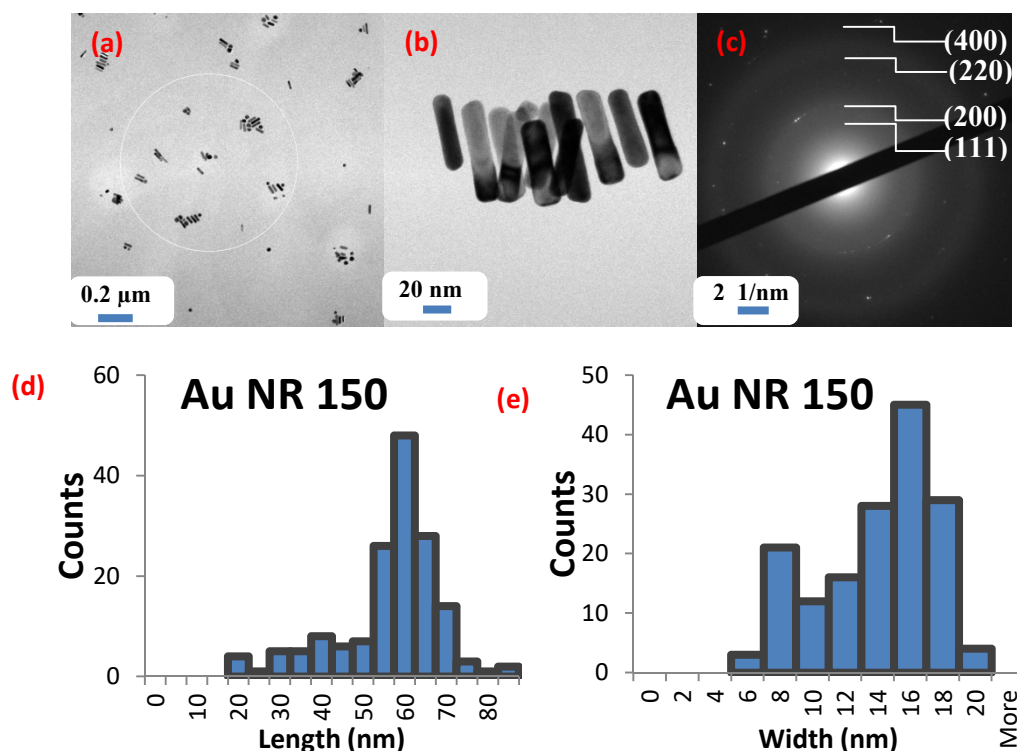 (a)
0.2 μm
(b)
20 nm
(c)
(400)
(220)
(200)
(111)
2 1/nm
(d)
Au NR 150
Counts
60
40
20
0
0
10
20
30
40
50
60
70
80
Length (nm)
(e)
Au NR 150
Counts
50
40
30
20
10
0
0
2
4
6
8
10
12
14
16
18
20
More
Width (nm)